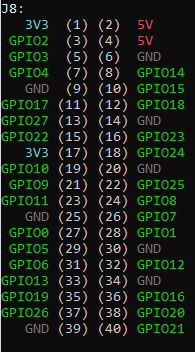 J8:
3V3 (1) (2) 5V
GPIO2 (3) (4) 5V
GPIO3 (5) (6) GND
GPIO4 (7) (8) GPIO14
GND (9) (10) GPIO15
GPIO17 (11) (12) GPIO18
GPIO27 (13) (14) GND
GPIO22 (15) (16) GPIO23
3V3 (17) (18) GPIO24
GPIO10 (19) (20) GND
GPIO9 (21) (22) GPIO25
GPIO11 (23) (24) GPIO8
GND (25) (26) GPIO7
GPIO0 (27) (28) GPIO1
GPIO5 (29) (30) GND
GPIO6 (31) (32) GPIO12
GPIO13 (33) (34) GND
GPIO19 (35) (36) GPIO16
GPIO26 (37) (38) GPIO20
GND (39) (40) GPIO21